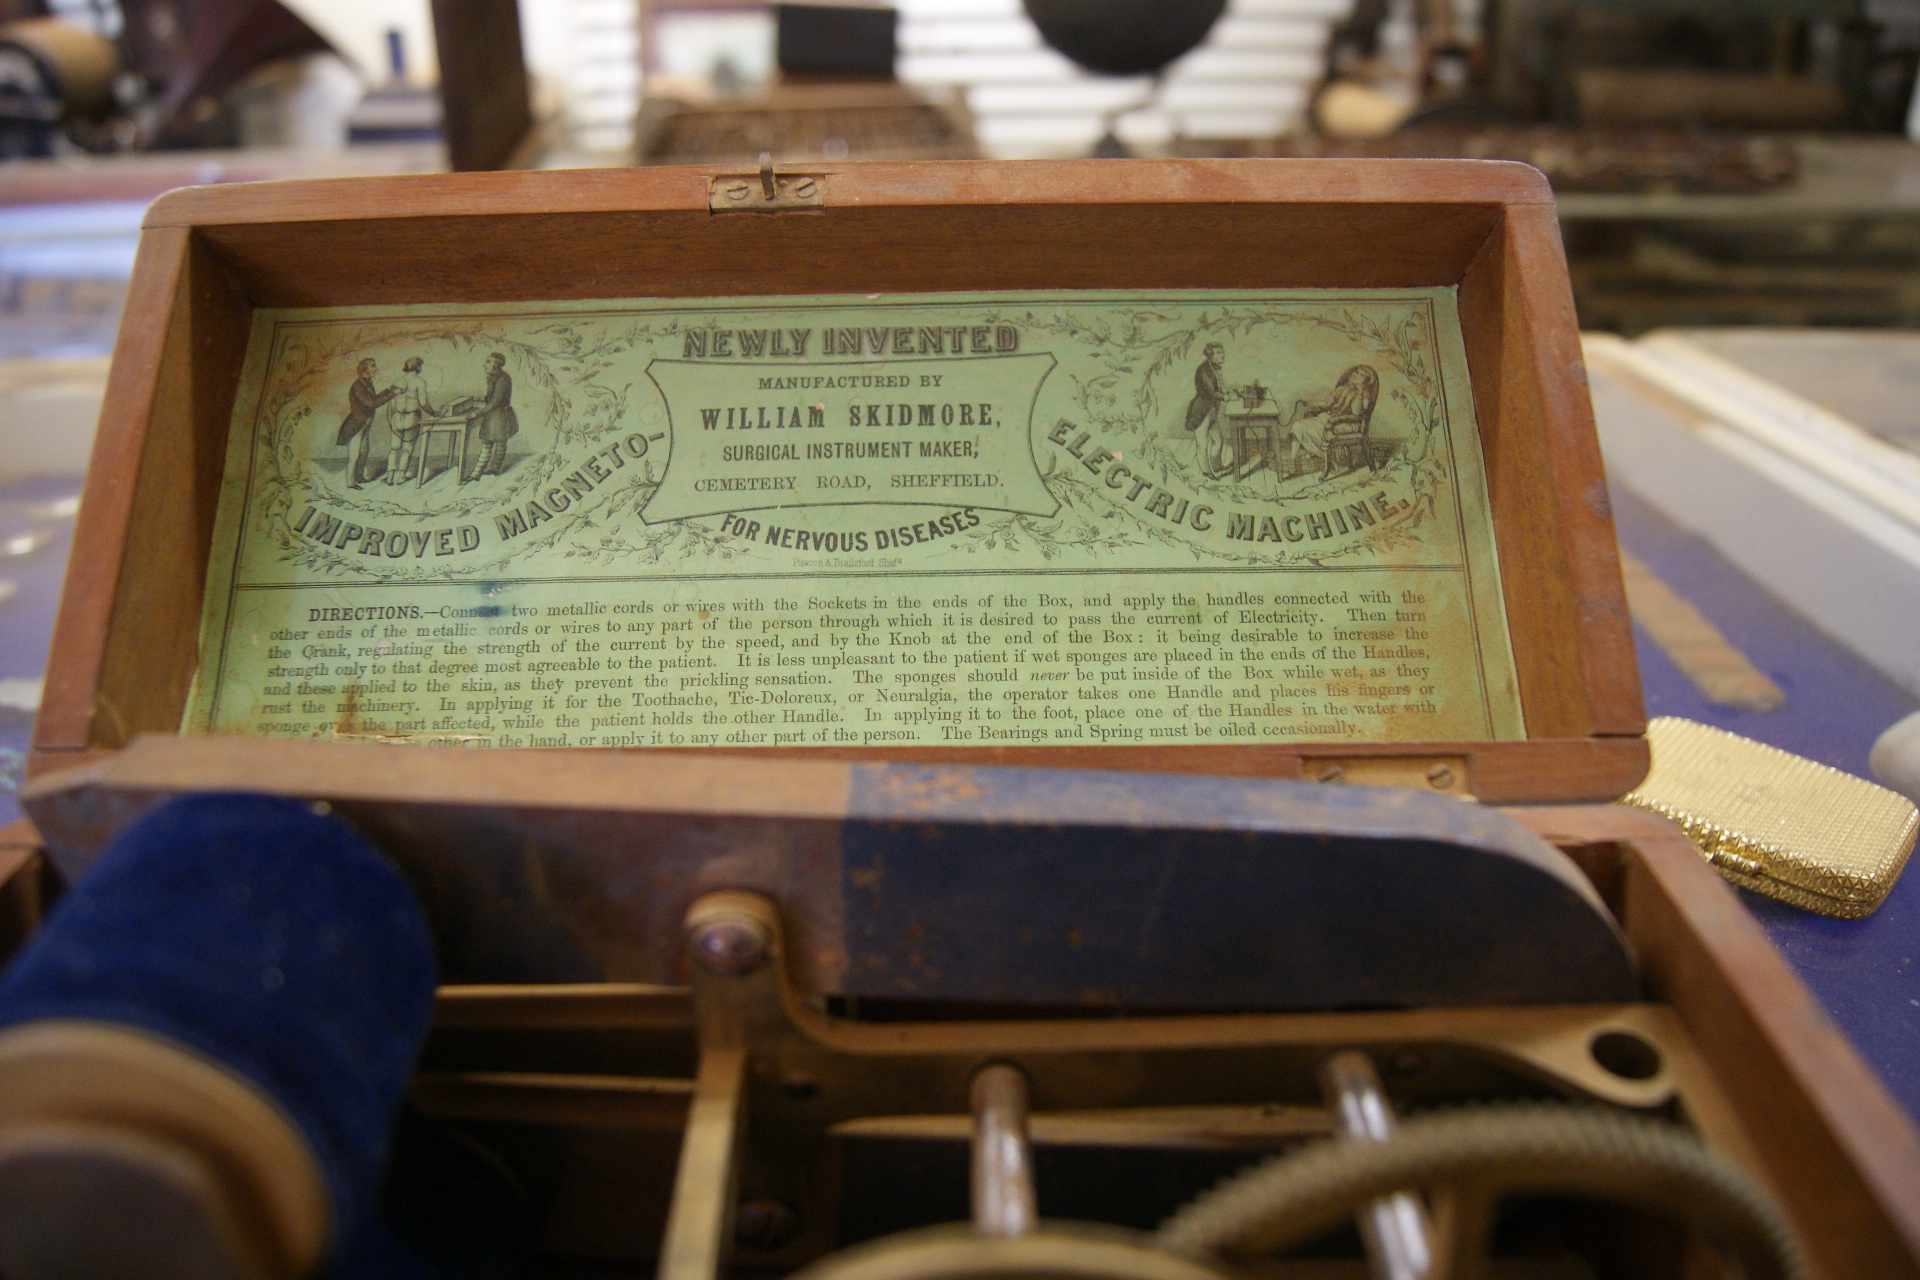 NEWLY INVENTED
MANUFACTURED BY
WILLIAM SKIDMORE,
SURGICAL INSTRUMENT MAKER,
CEMETERY ROAD, SHEFFIELD.
IMPROVED MAGNETO-
ELECTRIC MACHINE.
FOR NERVOUS DISEASES
DIRECTIONS.—Connect two metallic cords or wires with the Sockets in the ends of the Box, and apply the handles connected with the
other ends of the metallic cords or wires to any part of the person through which it is desired to pass the current of Electricity. Then turn
the Crank, regulating the strength of the current by the speed, and by the Knob at the end of the Box: it being desirable to increase the
strength only to that degree most agreeable to the patient. It is less unpleasant to the patient if wet sponges are placed in the ends of the Handles,
and these applied to the skin, as they prevent the prickling sensation. The sponges should never be put inside of the Box while wet, as they
rust the machinery. In applying it for the Toothache, Tic-Doloreux, or Neuralgia, the operator takes one Handle and places his fingers or
sponge over the part affected, while the patient holds the other Handle. In applying it to the foot, place one of the Handles in the water with
other in the hand, or apply it to any other part of the person. The Bearings and Spring must be oiled occasionally.